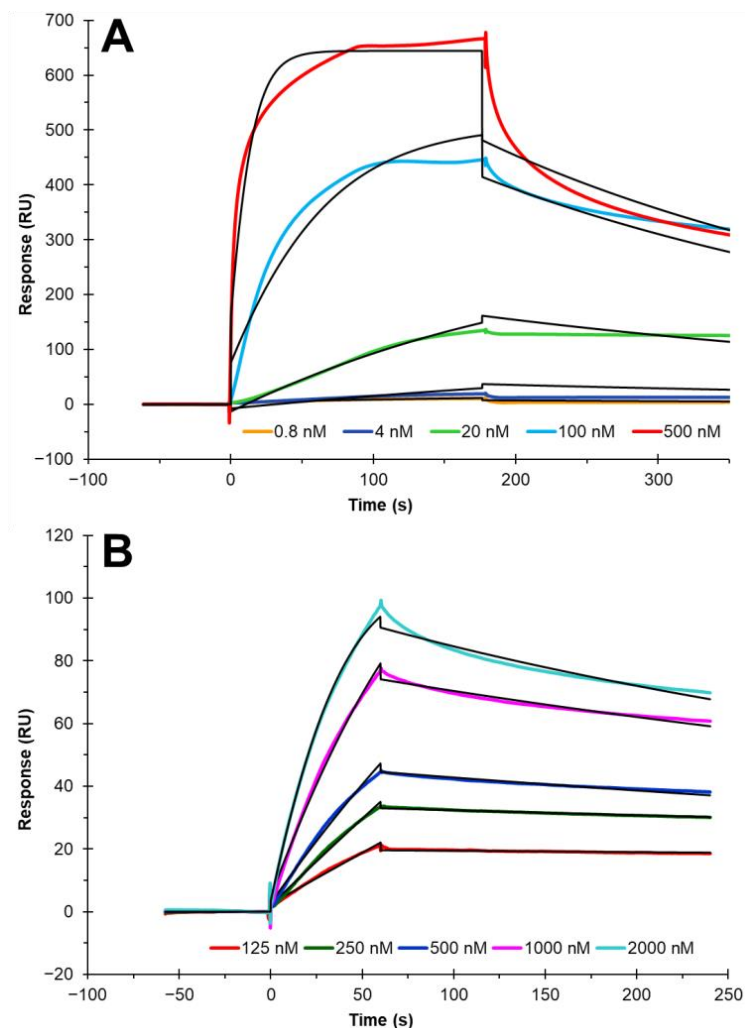 A
700
600
500
400
300
200
100
0
−100
Response (RU)
0.8 nM 4 nM 20 nM 100 nM 500 nM
−100 0 100 200 300
Time (s)
B
120
100
80
60
40
20
0
−20
Response (RU)
125 nM 250 nM 500 nM 1000 nM 2000 nM
−100 −50 0 50 100 150 200 250
Time (s)